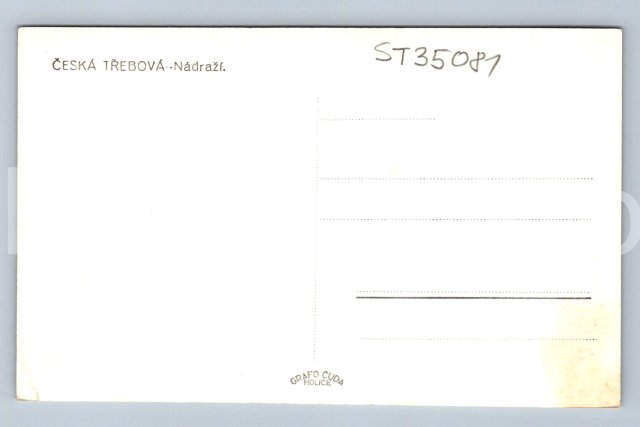 ČESKÁ TŘEBOVÁ--Nádraží.
ST35081
GRAFO ČUDA
HOLICE